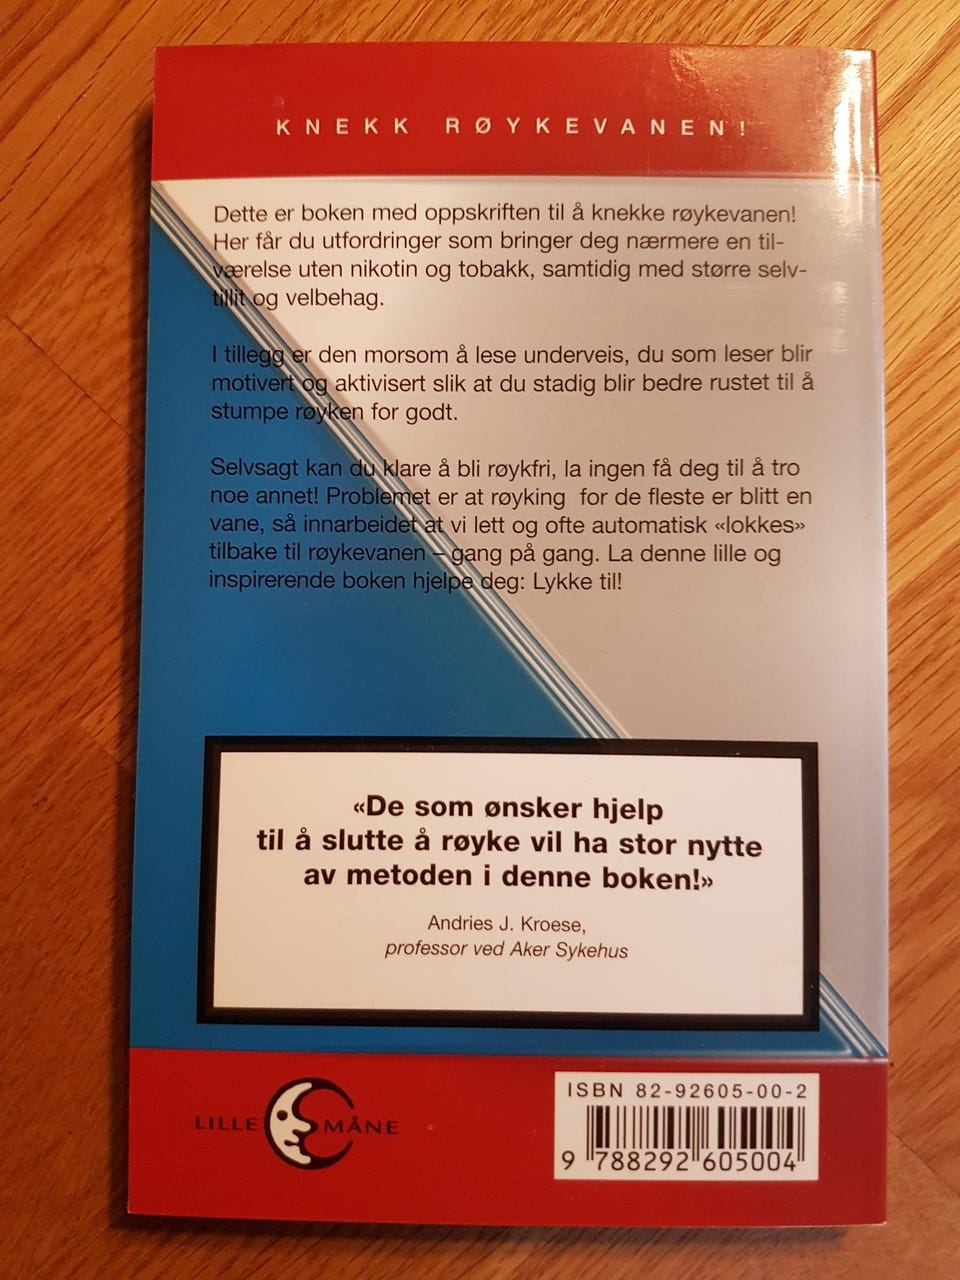 KNEKK RØYKEVANEN!
Dette er boken med oppskriften til å knekke røykevanen!
Her får du utfordringer som bringer deg nærmere en til-
værelse uten nikotin og tobakk, samtidig med større selv-
tillit og velbehag.
I tillegg er den morsom å lese underveis, du som leser blir
motivert og aktivisert slik at du stadig blir bedre rustet til å
stumpe røyken for godt.
Selvsagt kan du klare å bli røykfri, la ingen få deg til å tro
noe annet! Problemet er at røyking  for de fleste er blitt en
vane, så innarbeidet at vi lett og ofte automatisk «lokkes»
tilbake til røykevanen – gang på gang. La denne lille og
inspirerende boken hjelpe deg: Lykke til!
«De som ønsker hjelp
til å slutte å røyke vil ha stor nytte
av metoden i denne boken!»
Andries J. Kroese,
professor ved Aker Sykehus
LILLE MÅNE
ISBN 82-92605-00-2
9 788292 605004